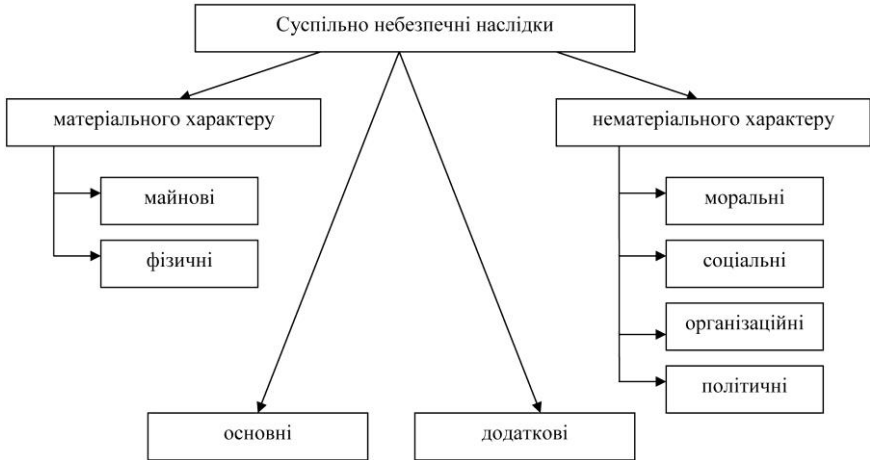 Суспільно небезпечні наслідки
матеріального характеру
нематеріального характеру
майнові
фізичні
моральні
соціальні
організаційні
політичні
основні
додаткові